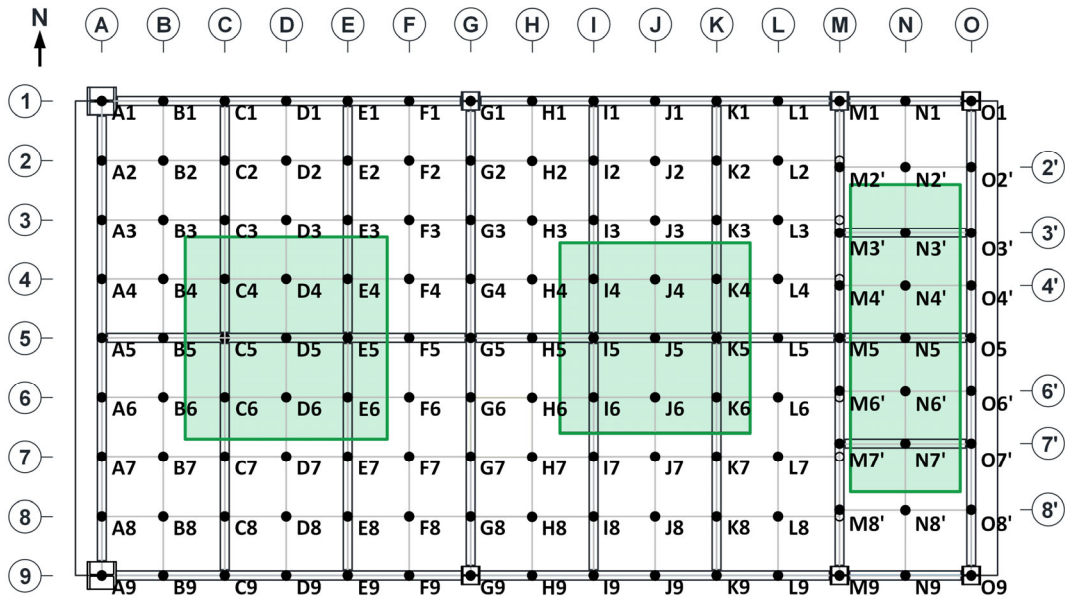 N
A B C D E F G H I J K L M N O
1
A1 B1 C1 D1 E1 F1 G1 H1 I1 J1 K1 L1 M1 N1 O1
2
A2 B2 C2 D2 E2 F2 G2 H2 I2 J2 K2 L2 M2' N2' O2' 2'
3
A3 B3 C3 D3 E3 F3 G3 H3 I3 J3 K3 L3 M3' N3' O3' 3'
4
A4 B4 C4 D4 E4 F4 G4 H4 I4 J4 K4 L4 M4' N4' O4' 4'
5
A5 B5 C5 D5 E5 F5 G5 H5 I5 J5 K5 L5 M5 N5 O5
6
A6 B6 C6 D6 E6 F6 G6 H6 I6 J6 K6 L6 M6' N6' O6' 6'
7
A7 B7 C7 D7 E7 F7 G7 H7 I7 J7 K7 L7 M7' N7' O7' 7'
8
A8 B8 C8 D8 E8 F8 G8 H8 I8 J8 K8 L8 M8' N8' O8' 8'
9
A9 B9 C9 D9 E9 F9 G9 H9 I9 J9 K9 L9 M9 N9 O9